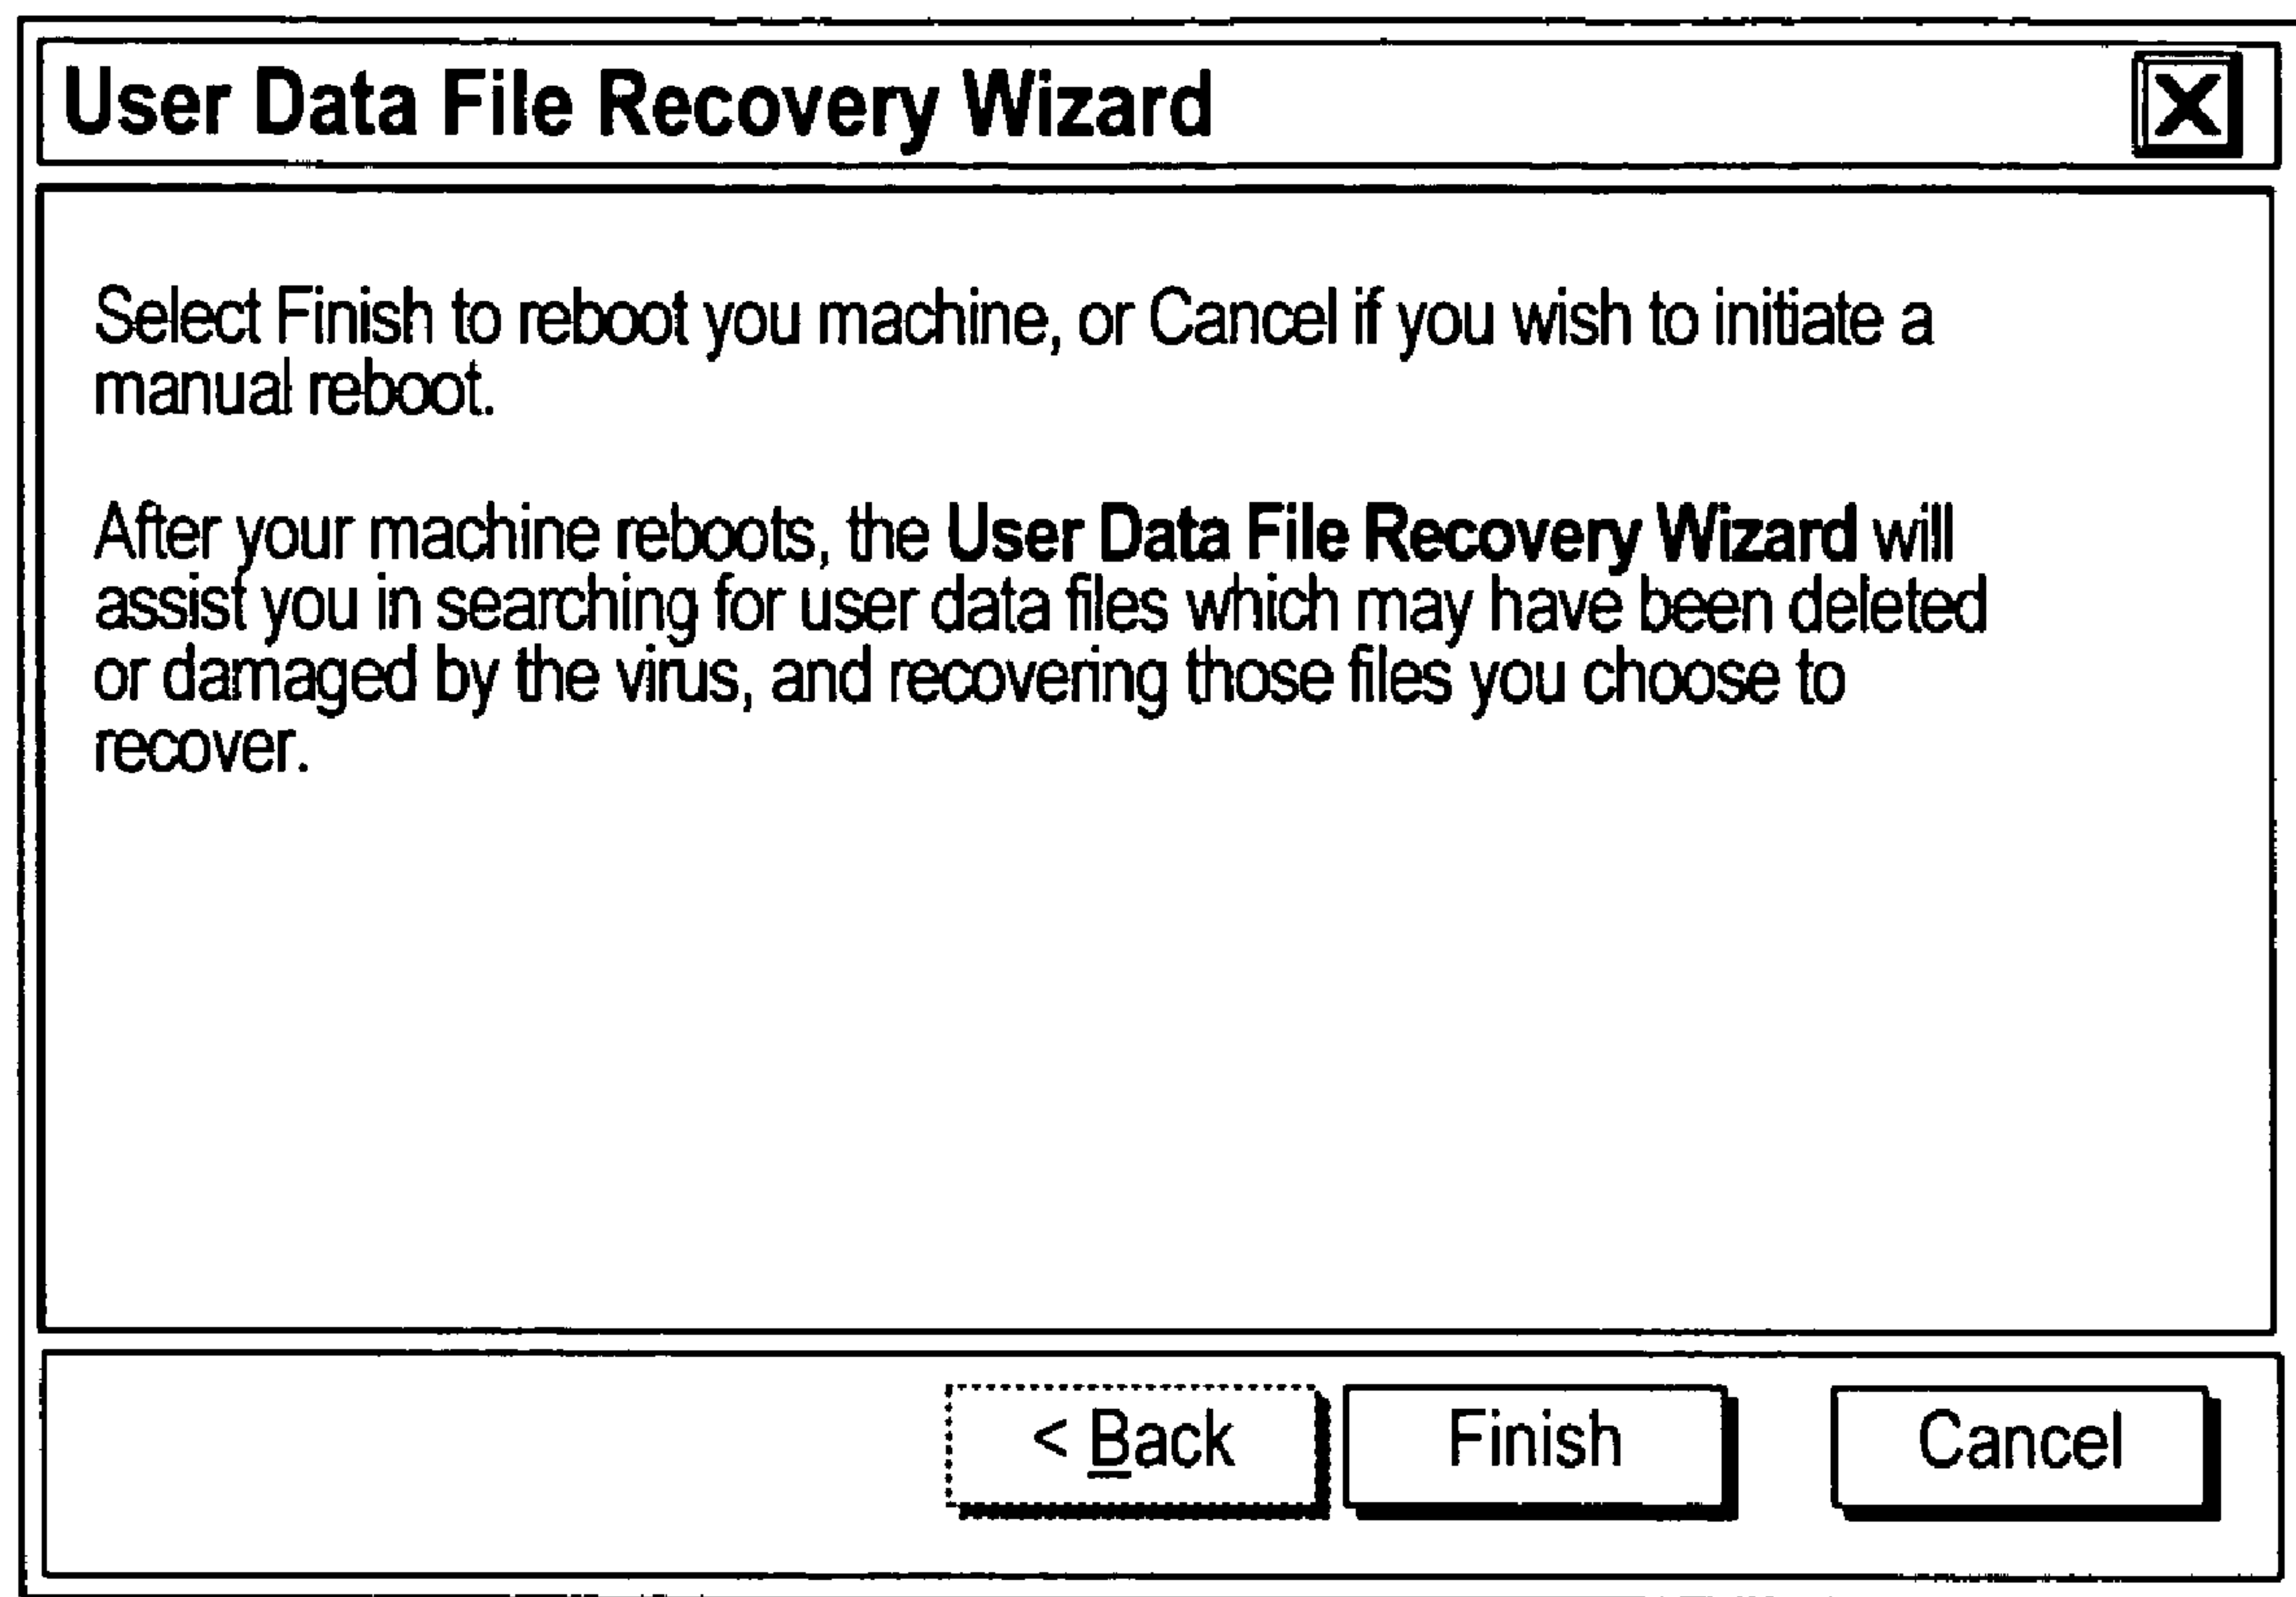 User Data File Recovery Wizard X
Select Finish to reboot you machine, or Cancel if you wish to initiate a
manual reboot.
After your machine reboots, the User Data File Recovery Wizard will
assist you in searching for user data files which may have been deleted
or damaged by the virus, and recovering those files you choose to
recover.
< Back Finish Cancel